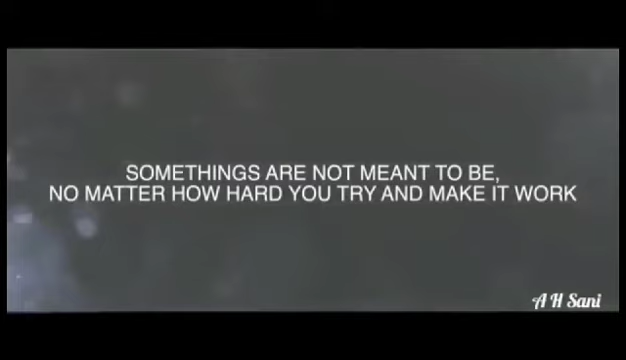 SOMETHINGS ARE NOT MEANT TO BE,
NO MATTER HOW HARD YOU TRY AND MAKE IT WORK
A H Sani